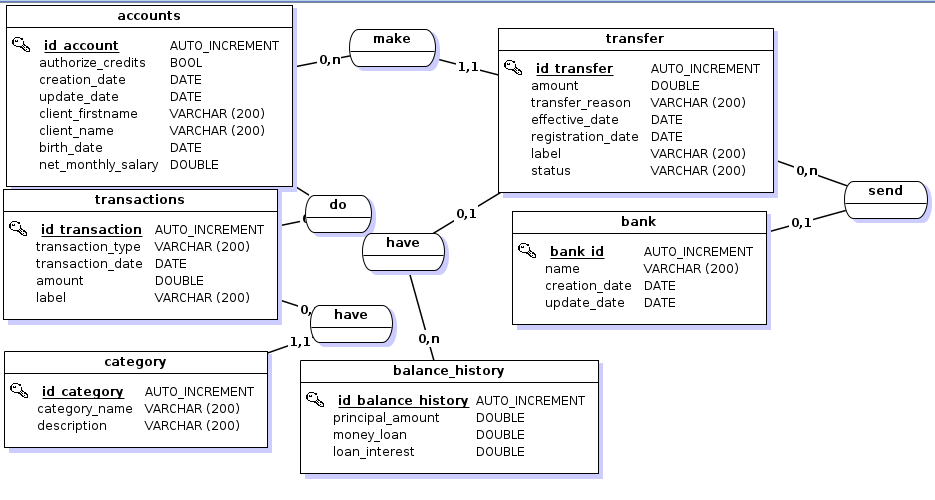 accounts
id_account AUTO_INCREMENT
authorize_credits BOOL
creation_date DATE
update_date DATE
client_firstname VARCHAR (200)
client_name VARCHAR (200)
birth_date DATE
net_monthly_salary DOUBLE
make
0,n
1,1
transfer
id_transfer AUTO_INCREMENT
amount DOUBLE
transfer_reason VARCHAR (200)
effective_date DATE
registration_date DATE
label VARCHAR (200)
status VARCHAR (200)
transactions
id_transaction AUTO_INCREMENT
transaction_type VARCHAR (200)
transaction_date DATE
amount DOUBLE
label VARCHAR (200)
do
have
0,1
0,n
send
0,n
0,1
bank
bank_id AUTO_INCREMENT
name VARCHAR (200)
creation_date DATE
update_date DATE
0,
have
1,1
category
id_category AUTO_INCREMENT
category_name VARCHAR (200)
description VARCHAR (200)
balance_history
id_balance_history AUTO_INCREMENT
principal_amount DOUBLE
money_loan DOUBLE
loan_interest DOUBLE